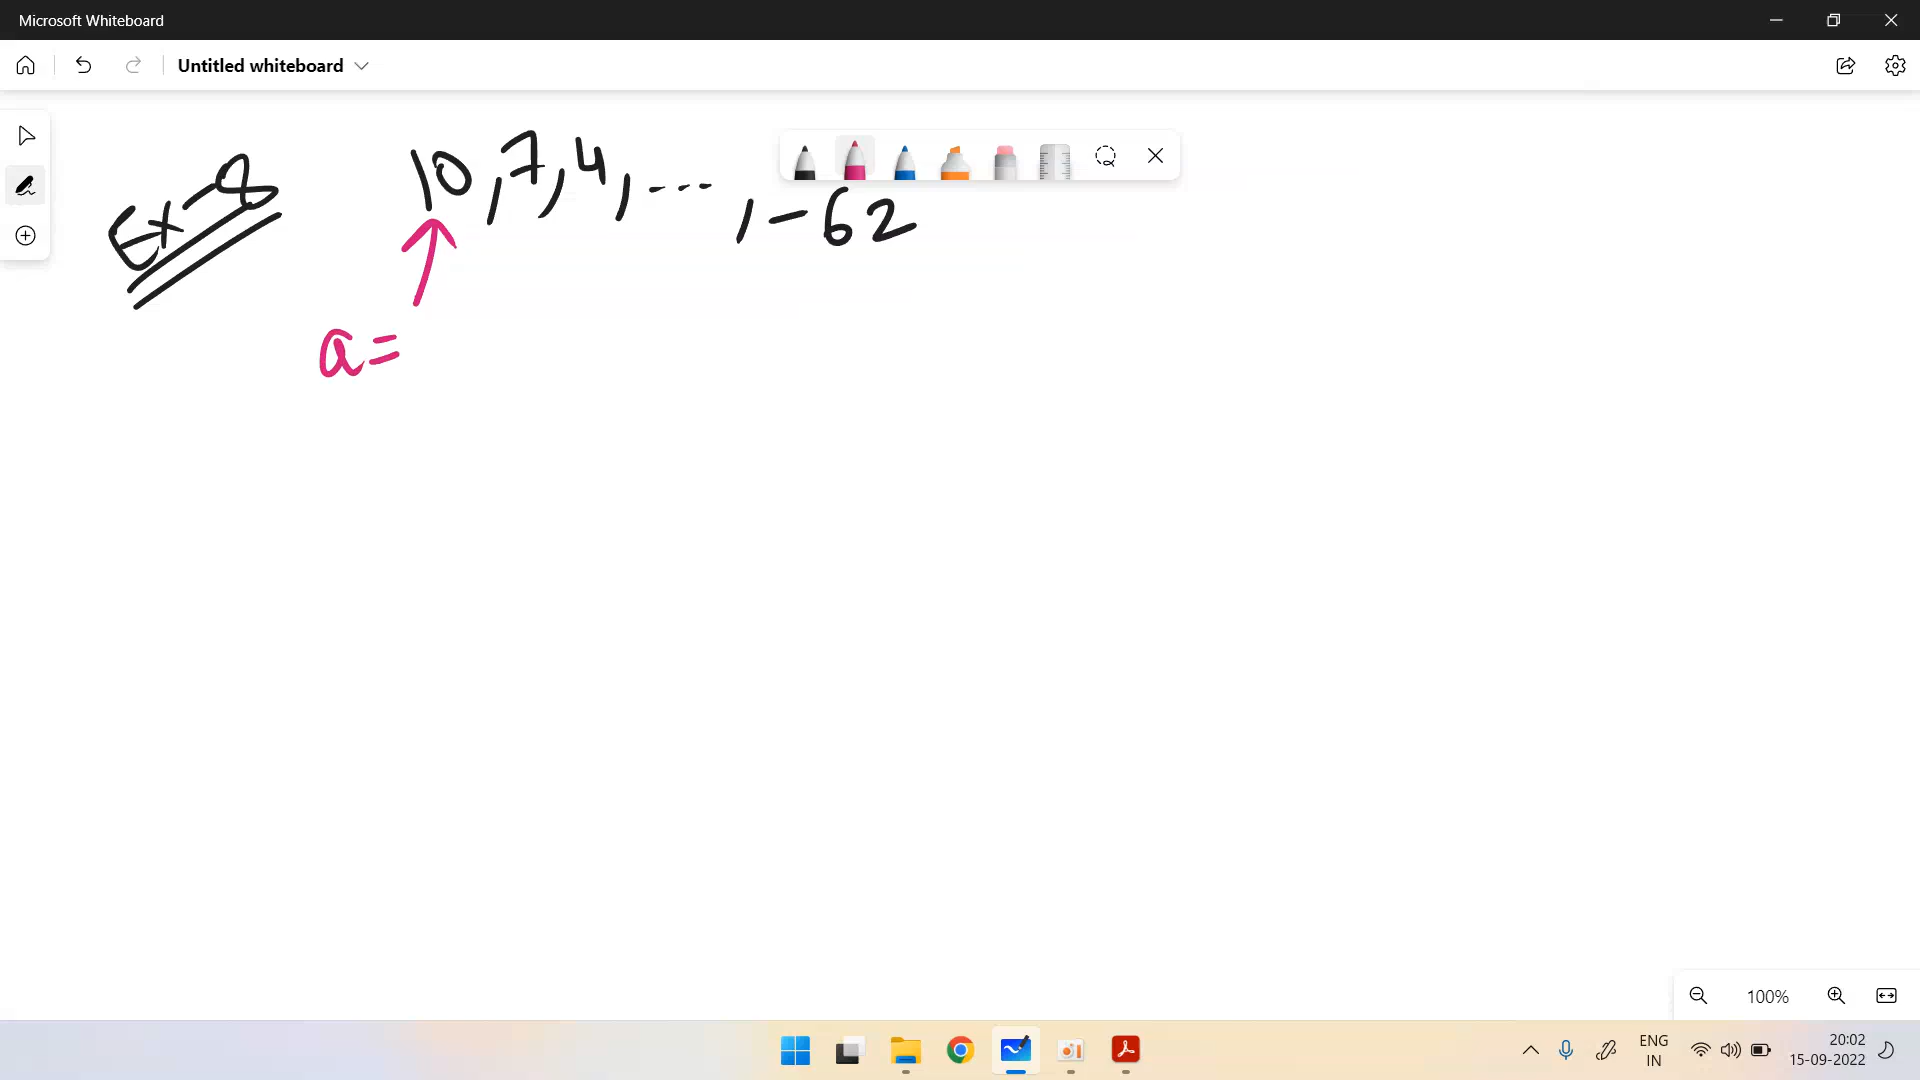 Microsoft Whiteboard
Untitled whiteboard
Ex-8
10, 7, 4, ..., -62
a=
100%
ENG
IN
20:02
15-09-2022